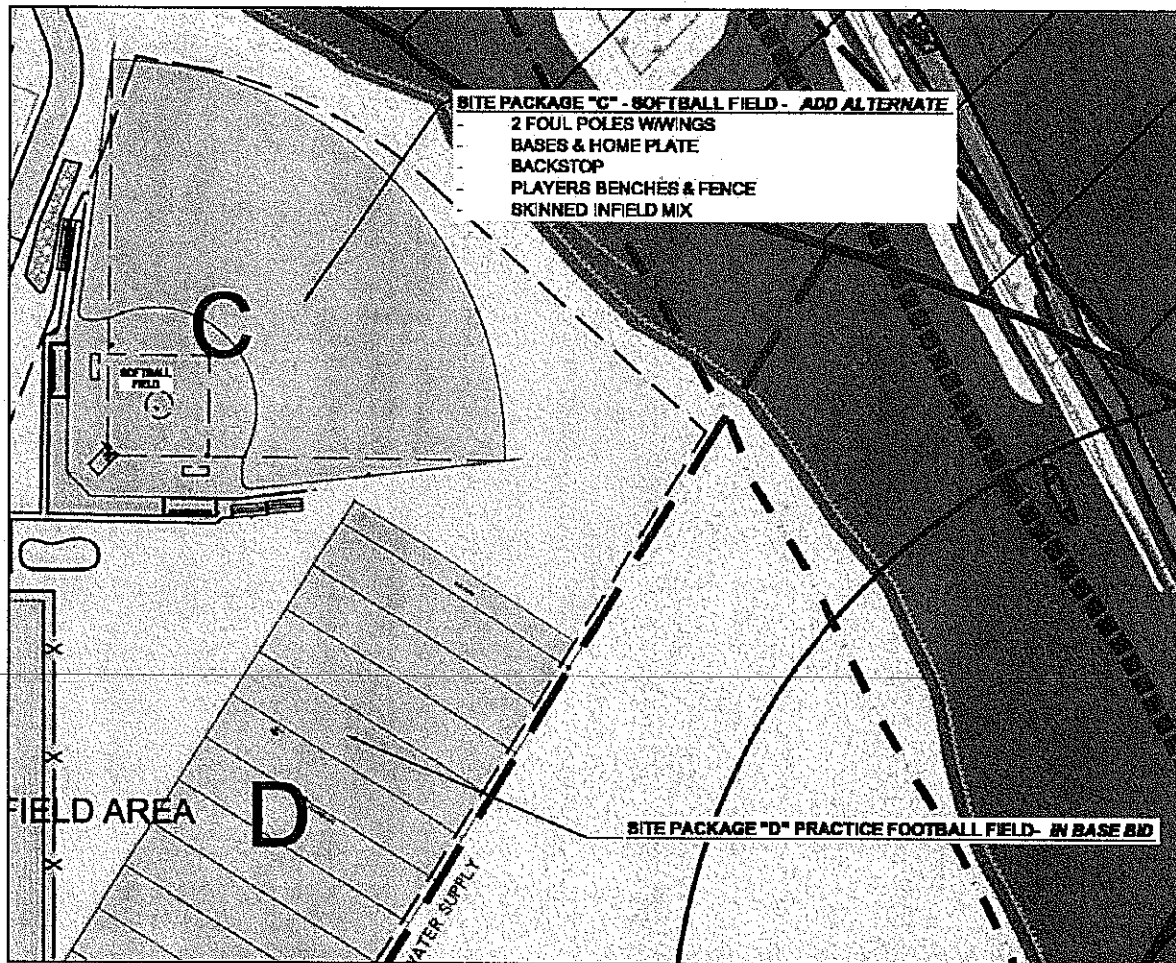 SITE PACKAGE "C" - SOFTBALL FIELD - ADD ALTERNATE
- 2 FOUL POLES W/WINGS
- BASES & HOME PLATE
- BACKSTOP
- PLAYERS BENCHES & FENCE
- SKINNED INFIELD MIX
C
SOFTBALL
FIELD
FIELD AREA
D
SITE PACKAGE "D" PRACTICE FOOTBALL FIELD- IN BASE BID
WATER SUPPLY